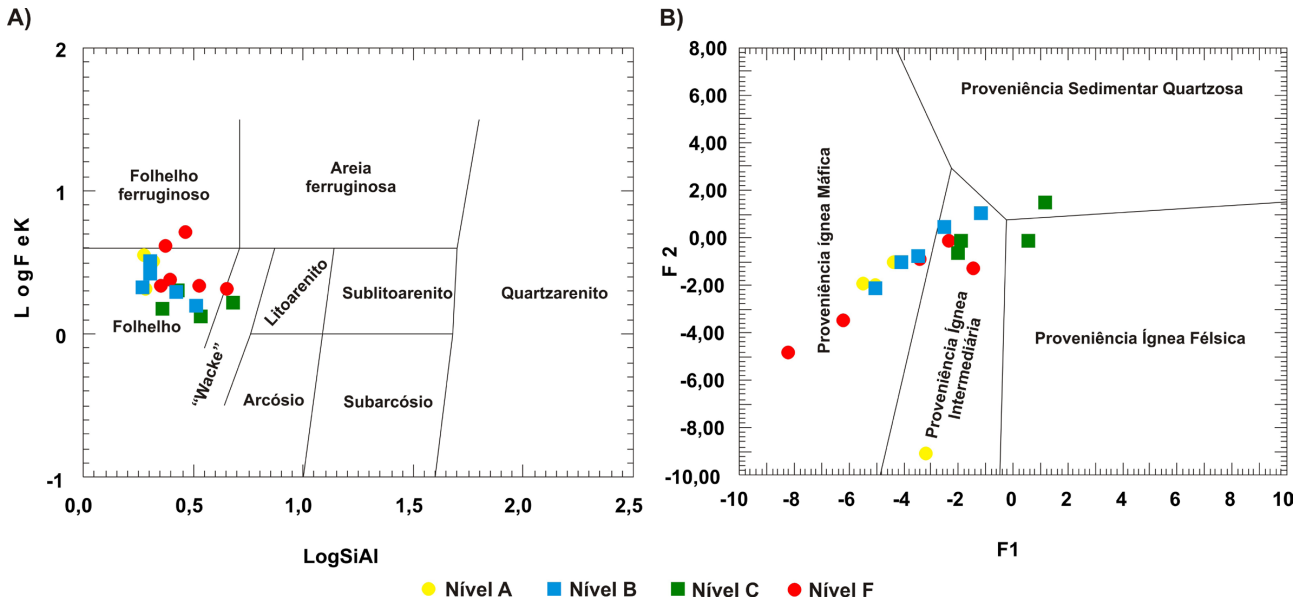 A)
2
1
0
-1
LogFeK
0,0
0,5
1,0
1,5
2,0
2,5
LogSiAl
Folhelho
ferruginoso
Areia
ferruginosa
Folhelho
“Wacke”
Litoarenito
Sublitoarenito
Quartzarenito
Arcósio
Subarcósio
B)
8,00
6,00
4,00
2,00
0,00
-2,00
-4,00
-6,00
-8,00
-10,00
F2
-10
-8
-6
-4
-2
0
2
4
6
8
10
F1
Proveniência Sedimentar Quartzosa
Proveniência ígnea Máfica
Proveniência Ígnea
Intermediária
Proveniência Ígnea Félsica
Nível A
Nível B
Nível C
Nível F